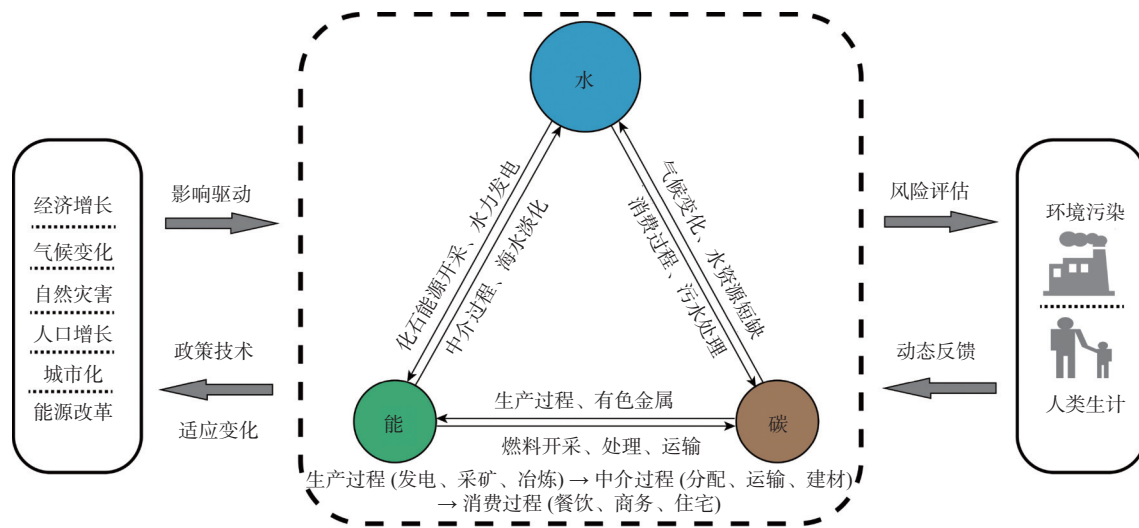 经济增长
气候变化
自然灾害
人口增长
城市化
能源改革
影响驱动
政策技术
适应变化
水
化石能源开采、水力发电
中介过程、海水淡化
气候变化、水资源短缺
消费过程、污水处理
能
碳
生产过程、有色金属
燃料开采、处理、运输
生产过程 (发电、采矿、冶炼) → 中介过程 (分配、运输、建材)
→ 消费过程 (餐饮、商务、住宅)
风险评估
动态反馈
环境污染
人类生计